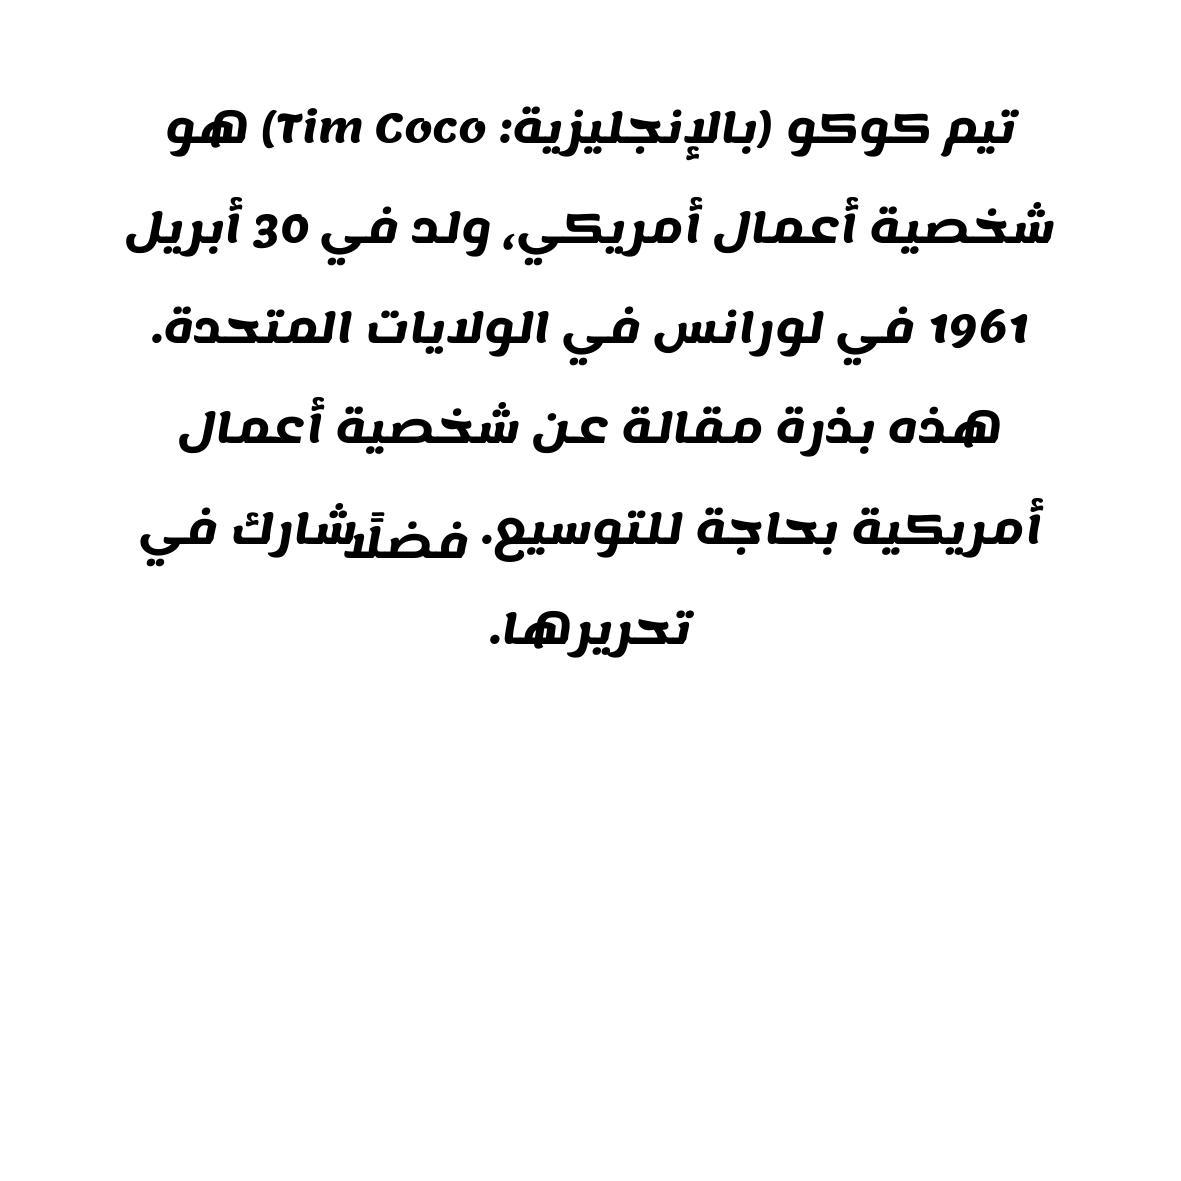 تيم كوكو (بالإنجليزية: Tim Coco) هو
شخصية أعمال أمريكي، ولد في 30 أبريل
1961 في لورانس في الولايات المتحدة.
هذه بذرة مقالة عن شخصية أعمال
أمريكية بحاجة للتوسيع. فضلًا شارك في
تحريرها.